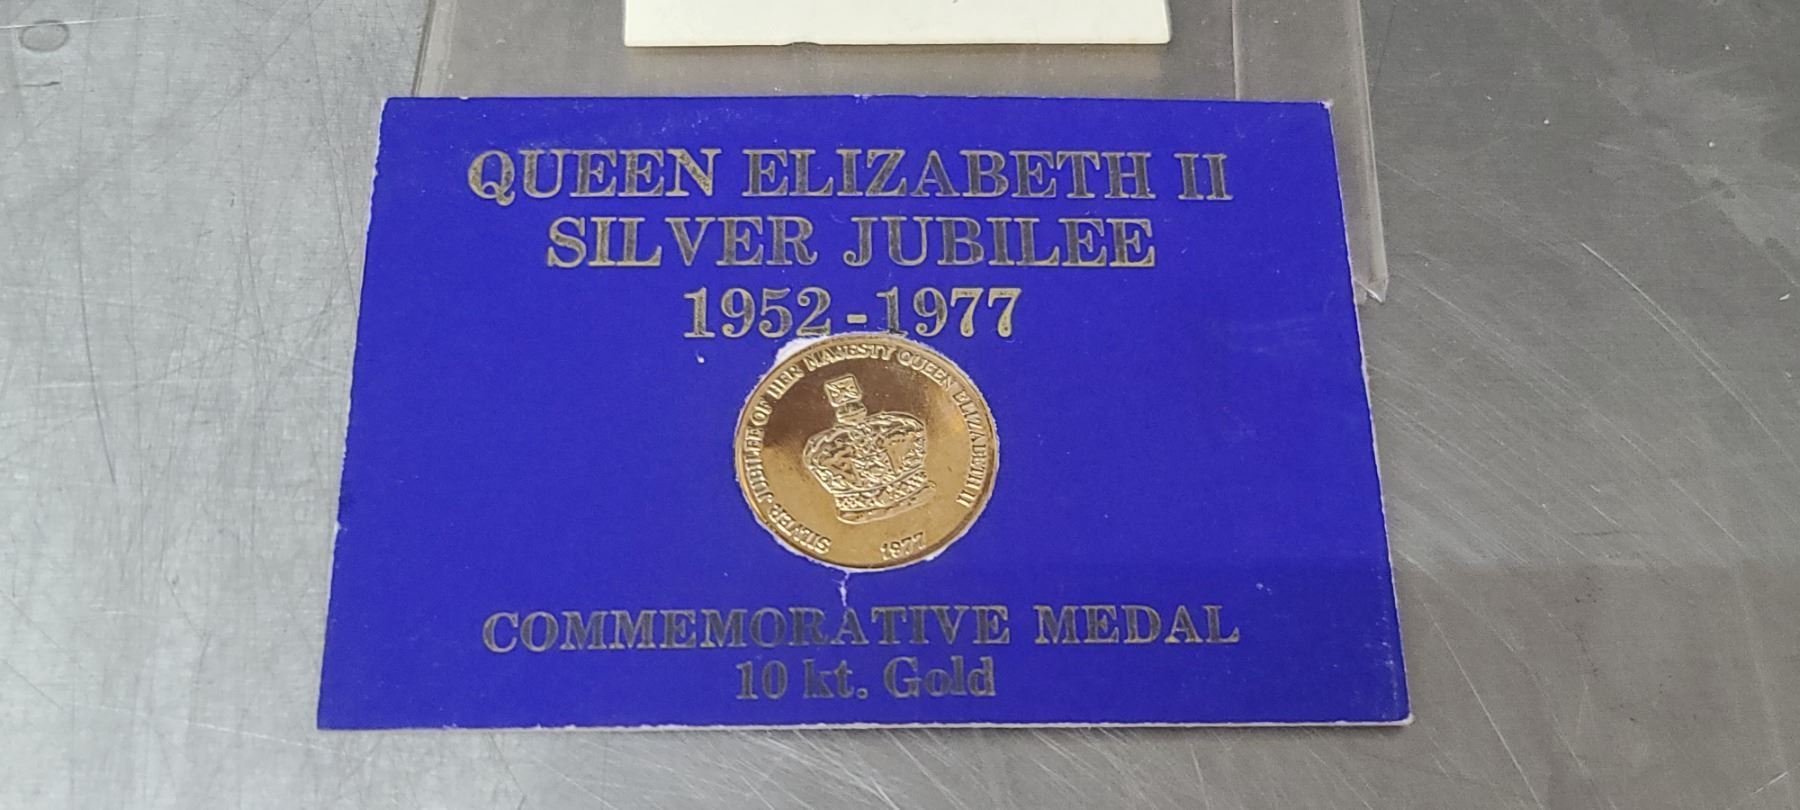 QUEEN ELIZABETH II
SILVER JUBILEE
1952-1977
SILVER JUBILEE OF HER MAJESTY QUEEN ELIZABETH II
1977
COMMEMORATIVE MEDAL
10 kt. Gold